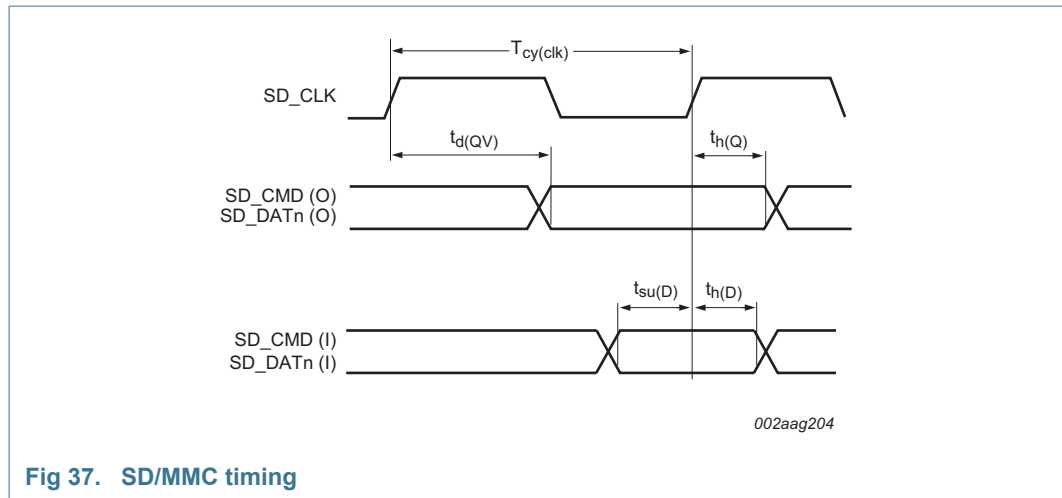 T_cy(clk)
SD_CLK
t_d(QV)
t_h(Q)
SD_CMD (O)
SD_DATn (O)
t_su(D)
t_h(D)
SD_CMD (I)
SD_DATn (I)
002aag204
Fig 37. SD/MMC timing